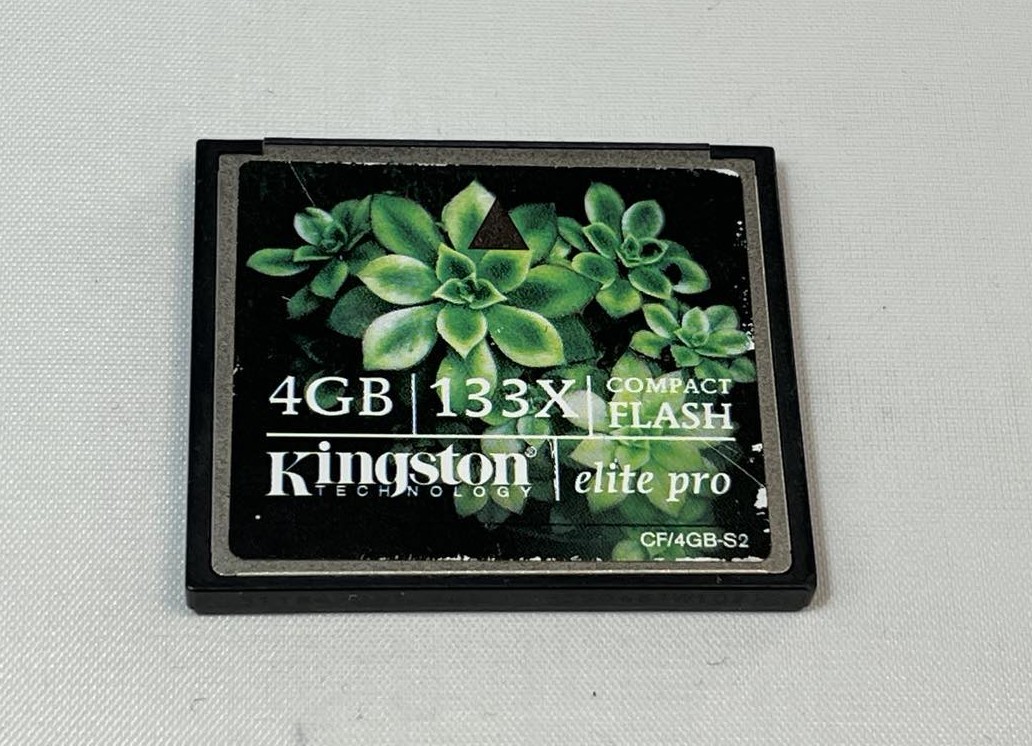 4GB 133X COMPACT FLASH
Kingston® elite pro
TECHNOLOGY
CF/4GB-S2